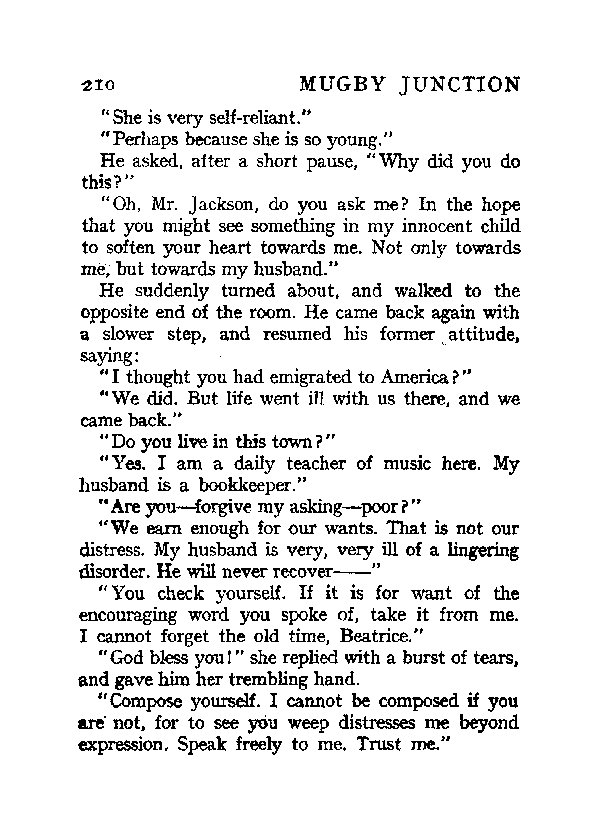 210 MUGBY JUNCTION
"She is very self-reliant."
"Perhaps because she is so young."
He asked, after a short pause, "Why did you do
this?"
"Oh, Mr. Jackson, do you ask me? In the hope
that you might see something in my innocent child
to soften your heart towards me. Not only towards
me, but towards my husband."
He suddenly turned about, and walked to the
opposite end of the room. He came back again with
a slower step, and resumed his former attitude,
saying:
"I thought you had emigrated to America?"
"We did. But life went ill with us there, and we
came back."
"Do you live in this town?"
"Yes. I am a daily teacher of music here. My
husband is a bookkeeper."
"Are you—forgive my asking—poor?"
"We earn enough for our wants. That is not our
distress. My husband is very, very ill of a lingering
disorder. He will never recover——"
"You check yourself. If it is for want of the
encouraging word you spoke of, take it from me.
I cannot forget the old time, Beatrice."
"God bless you!" she replied with a burst of tears,
and gave him her trembling hand.
"Compose yourself. I cannot be composed if you
are not, for to see you weep distresses me beyond
expression. Speak freely to me. Trust me."